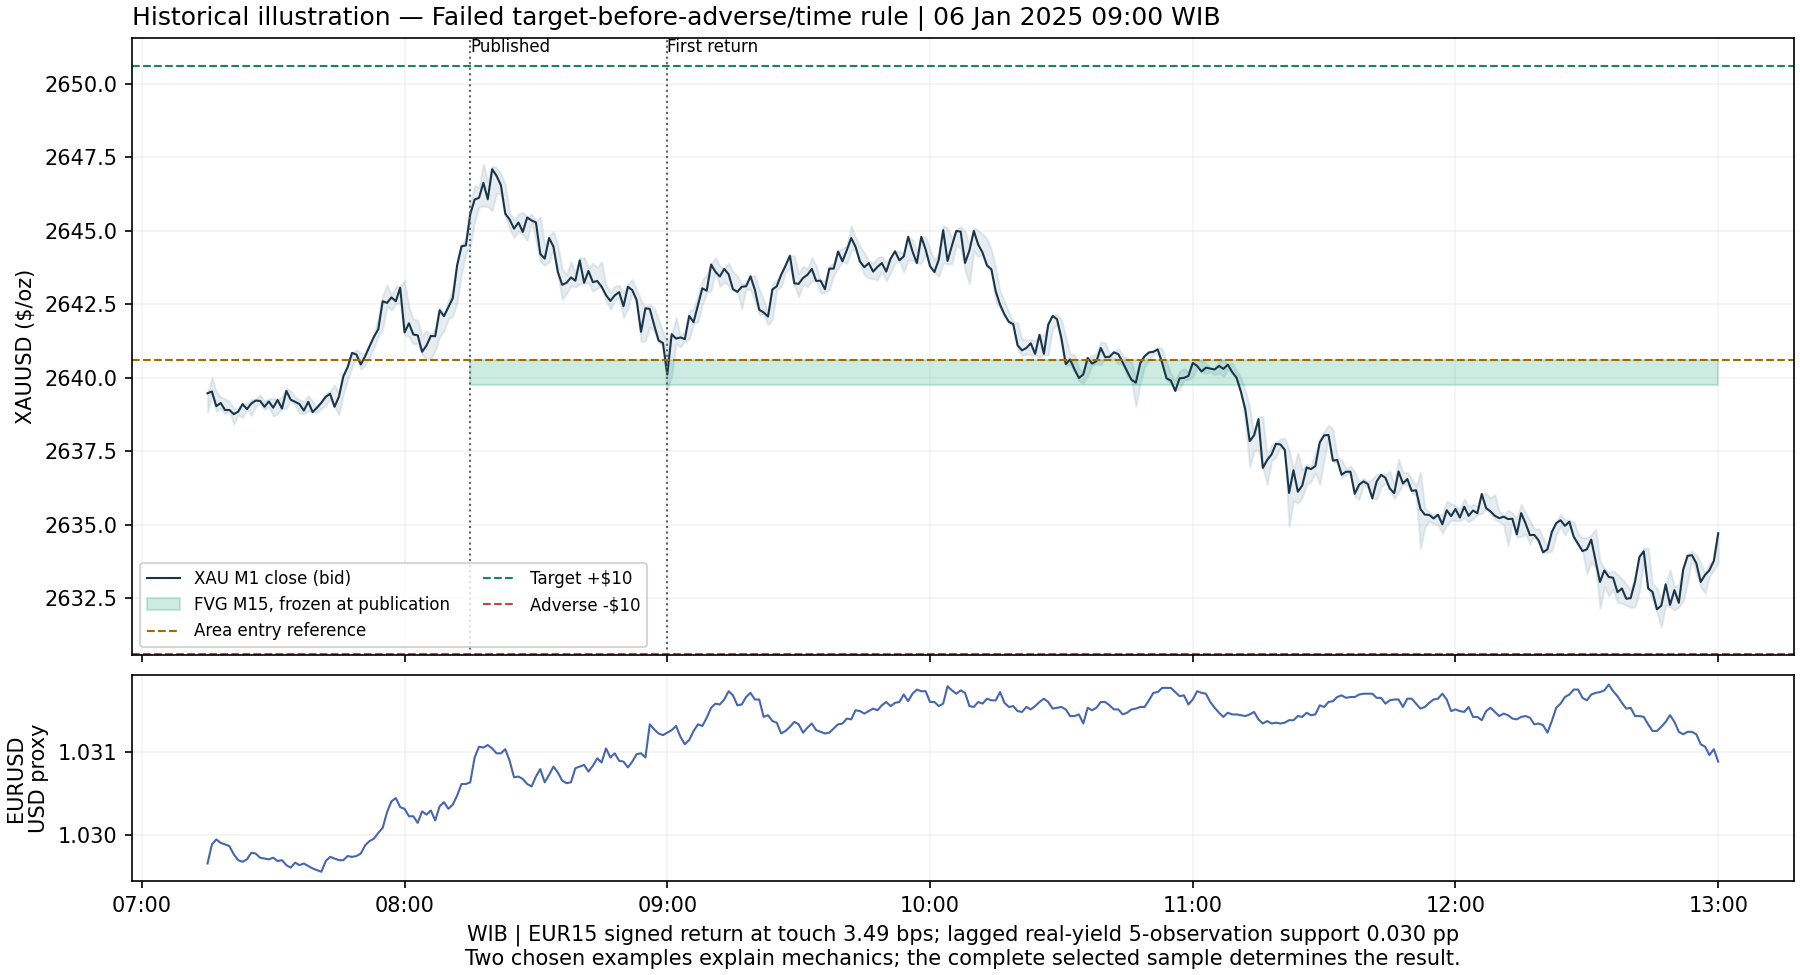 Historical illustration — Failed target-before-adverse/time rule | 06 Jan 2025 09:00 WIB
Published
First return
2650.0
2647.5
2645.0
2642.5
2640.0
2637.5
2635.0
2632.5
XAUUSD ($/oz)
XAU M1 close (bid)
FVG M15, frozen at publication
Area entry reference
Target +$10
Adverse -$10
1.031
1.030
EURUSD
USD proxy
07:00
08:00
09:00
10:00
11:00
12:00
13:00
WIB | EUR15 signed return at touch 3.49 bps; lagged real-yield 5-observation support 0.030 pp
Two chosen examples explain mechanics; the complete selected sample determines the result.